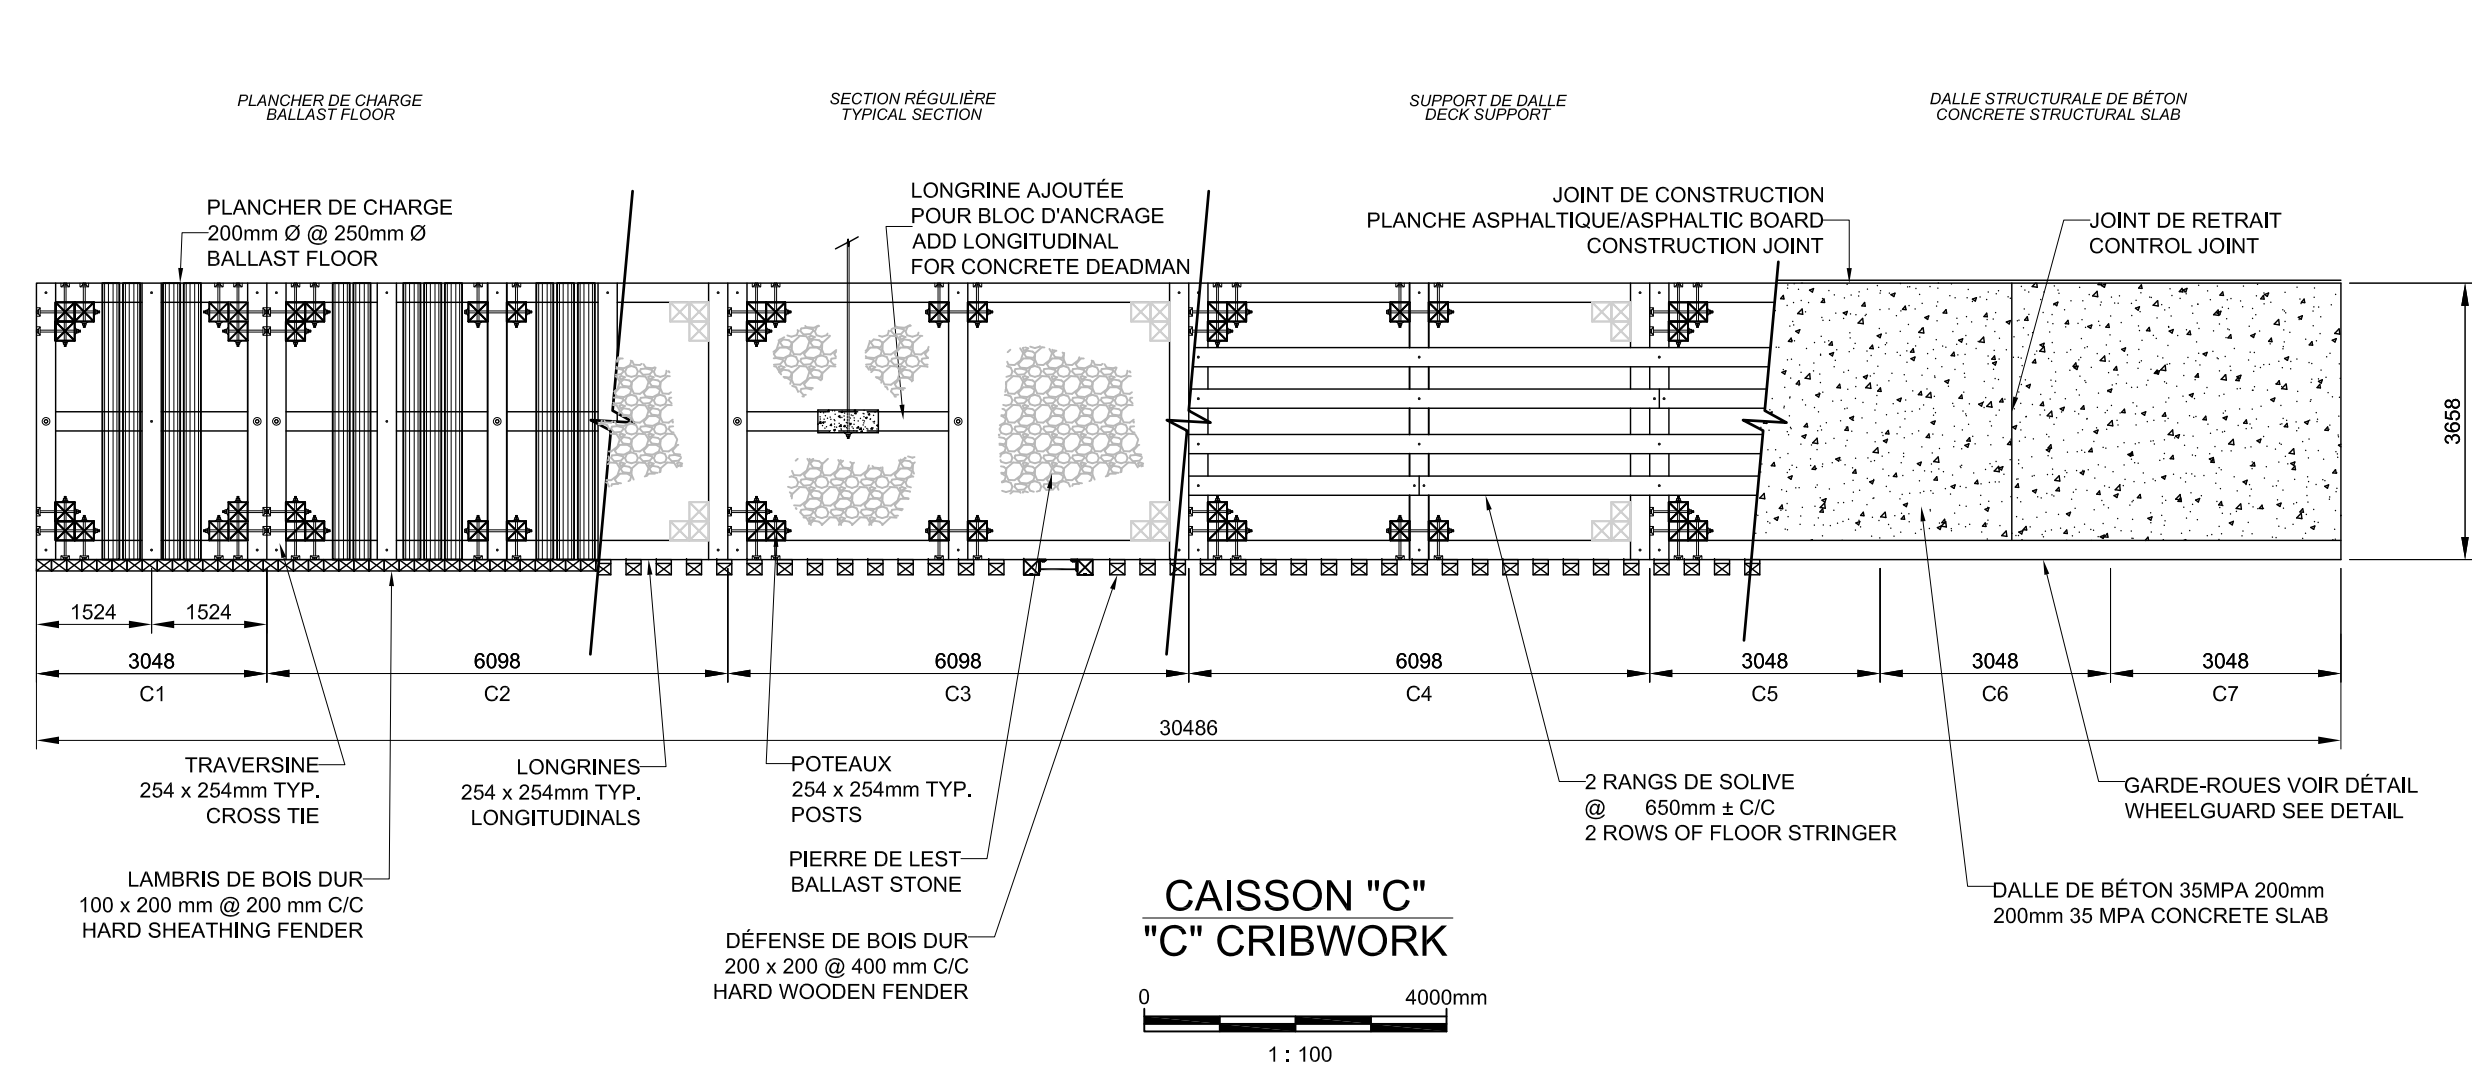 PLANCHER DE CHARGE
BALLAST FLOOR
SECTION RÉGULIÈRE
TYPICAL SECTION
SUPPORT DE DALLE
DECK SUPPORT
DALLE STRUCTURALE DE BÉTON
CONCRETE STRUCTURAL SLAB
PLANCHER DE CHARGE
200mm Ø @ 250mm Ø
BALLAST FLOOR
LONGRINE AJOUTÉE
POUR BLOC D'ANCRAGE
ADD LONGITUDINAL
FOR CONCRETE DEADMAN
JOINT DE CONSTRUCTION
PLANCHE ASPHALTIQUE/ASPHALTIC BOARD
CONSTRUCTION JOINT
JOINT DE RETRAIT
CONTROL JOINT
3658
1524
1524
3048
6098
6098
6098
3048
3048
3048
C1
C2
C3
C4
C5
C6
C7
30486
TRAVERSINE
254 x 254mm TYP.
CROSS TIE
LONGRINES
254 x 254mm TYP.
LONGITUDINALS
POTEAUX
254 x 254mm TYP.
POSTS
2 RANGS DE SOLIVE
@ 650mm ± C/C
2 ROWS OF FLOOR STRINGER
GARDE-ROUES VOIR DÉTAIL
WHEELGUARD SEE DETAIL
PIERRE DE LEST
BALLAST STONE
LAMBRIS DE BOIS DUR
100 x 200 mm @ 200 mm C/C
HARD SHEATHING FENDER
DALLE DE BÉTON 35MPA 200mm
200mm 35 MPA CONCRETE SLAB
DÉFENSE DE BOIS DUR
200 x 200 @ 400 mm C/C
HARD WOODEN FENDER
CAISSON "C"
"C" CRIBWORK
0
4000mm
1 : 100